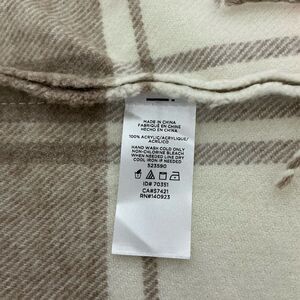 MADE IN CHINA
FABRIQUÉ EN CHINE
HECHO EN CHINA
100% ACRYLIC/ACRYLIQUE/
ACRILICO
HAND WASH COLD ONLY
NON-CHLORINE BLEACH
WHEN NEEDED LINE DRY
COOL IRON IF NEEDED
523590
ID# 70351
CA#57421
RN#140923